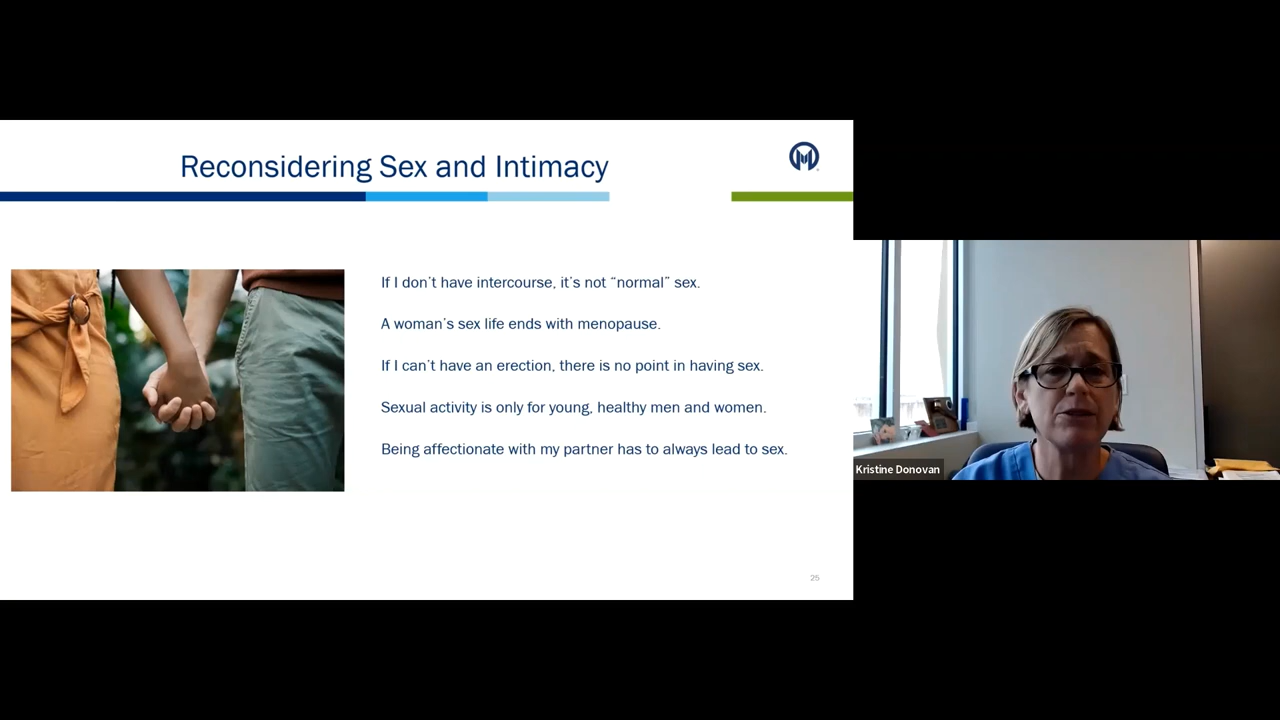 Reconsidering Sex and Intimacy
If I don’t have intercourse, it’s not “normal” sex.
A woman’s sex life ends with menopause.
If I can’t have an erection, there is no point in having sex.
Sexual activity is only for young, healthy men and women.
Being affectionate with my partner has to always lead to sex.
Kristine Donovan
25